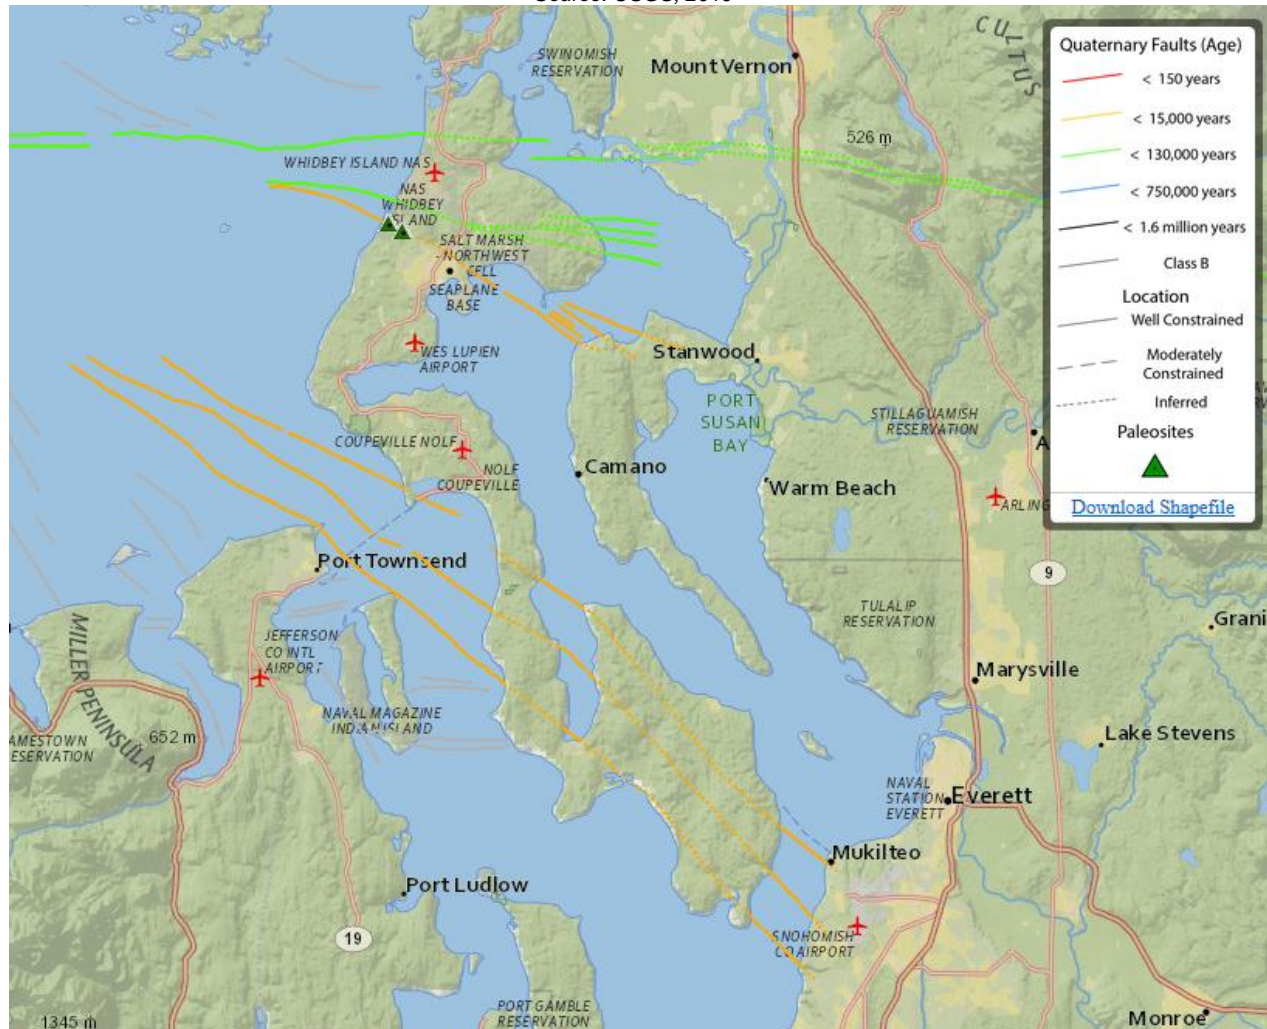 SWINOMISH
RESERVATION
Mount Vernon
CULTUS
526 m
WHIDBEY ISLAND NAS
NAS
WHIDBEY
ISLAND
SALT MARSH
- NORTHWEST
CELL
SEAPLANE
BASE
WES LUPIEN
AIRPORT
Stanwood
PORT
SUSAN
BAY
STILLAGUAMISH
RESERVATION
COUPEVILLE NOLF
NOLF
COUPEVILLE
Camano
Warm Beach
A
ARLING
Port Townsend
9
TULALIP
RESERVATION
Grani
MILLER PENINSULA
JEFFERSON
CO INTL
AIRPORT
Marysville
NAVAL MAGAZINE
INDIAN ISLAND
AMESTOWN
ESERVATION
652 m
Lake Stevens
NAVAL
STATION
EVERETT
Everett
Mukilteo
Port Ludlow
19
SNOHOMISH
CO AIRPORT
PORT GAMBLE
RESERVATION
1345 m
Monroe
Quaternary Faults (Age)
< 150 years
< 15,000 years
< 130,000 years
< 750,000 years
< 1.6 million years
Class B
Location
Well Constrained
Moderately
Constrained
Inferred
Paleosites
Download Shapefile